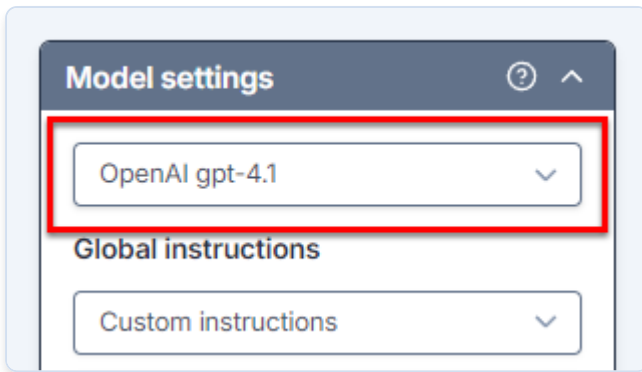 Model settings
OpenAI gpt-4.1
Global instructions
Custom instructions